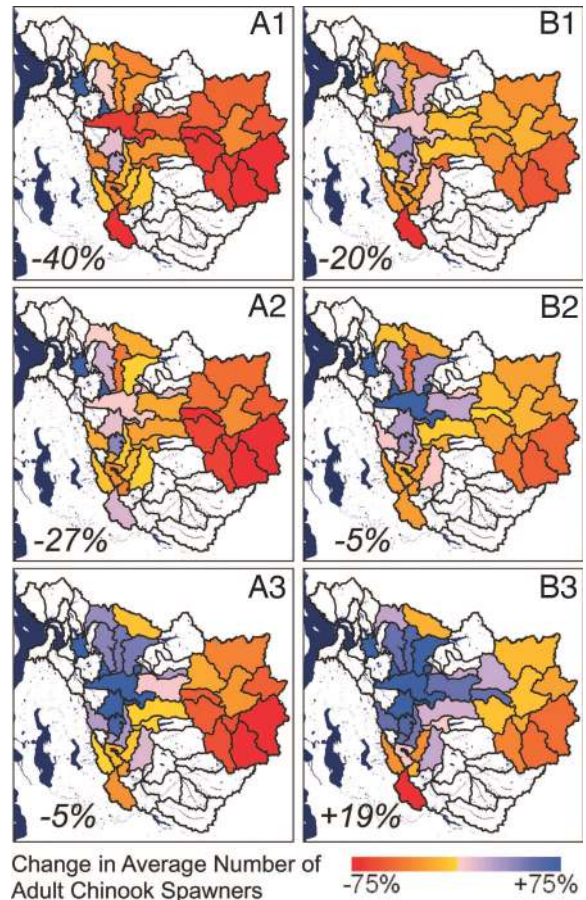 A1
B1
-40%
-20%
A2
B2
-27%
-5%
A3
B3
-5%
+19%
Change in Average Number of
Adult Chinook Spawners
-75%
+75%